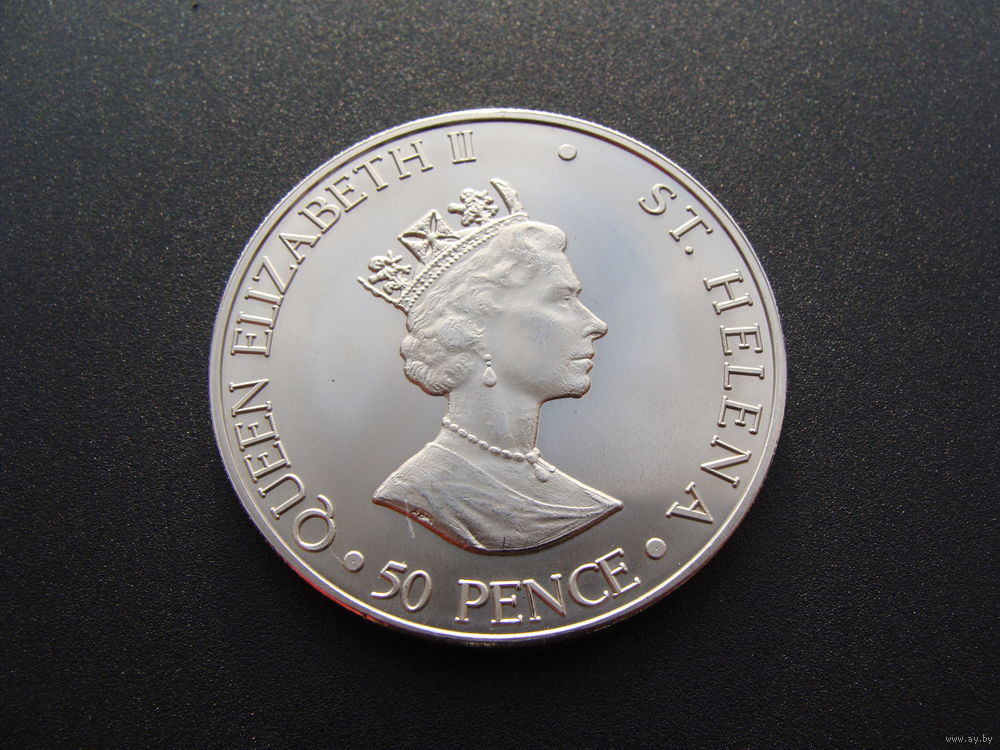 QUEEN ELIZABETH II
ST. HELENA
50 PENCE
www.ay.by